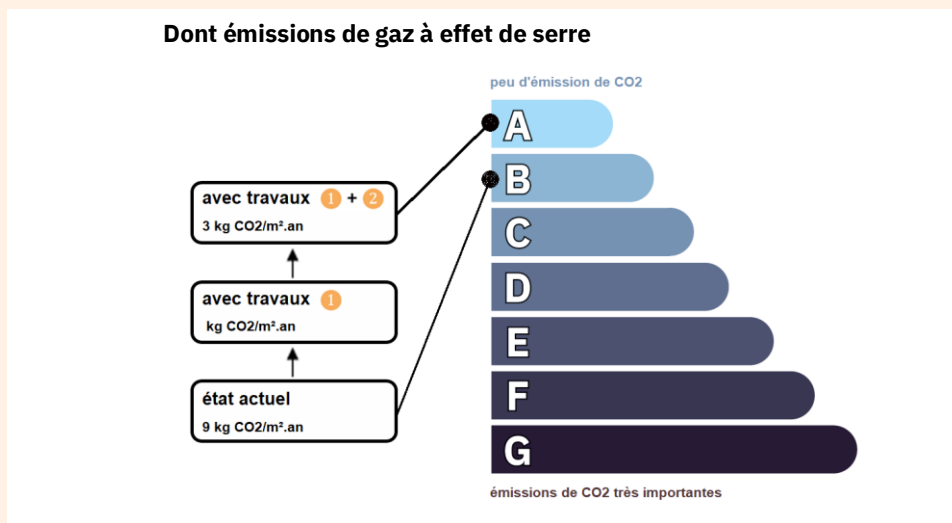 Dont émissions de gaz à effet de serre
peu d'émission de CO2
A
B
C
D
E
F
G
émissions de CO2 très importantes
avec travaux 1 + 2
3 kg CO2/m².an
avec travaux 1
kg CO2/m².an
état actuel
9 kg CO2/m².an